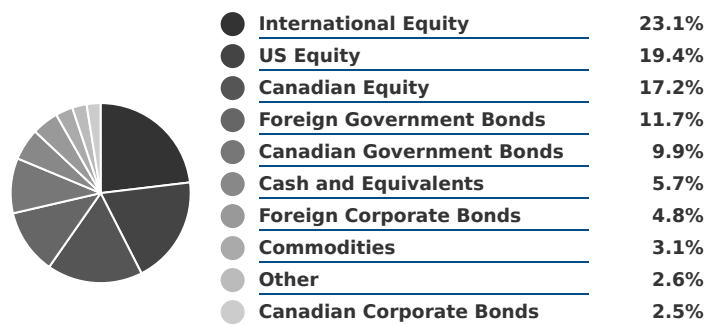 International Equity 23.1%
US Equity 19.4%
Canadian Equity 17.2%
Foreign Government Bonds 11.7%
Canadian Government Bonds 9.9%
Cash and Equivalents 5.7%
Foreign Corporate Bonds 4.8%
Commodities 3.1%
Other 2.6%
Canadian Corporate Bonds 2.5%